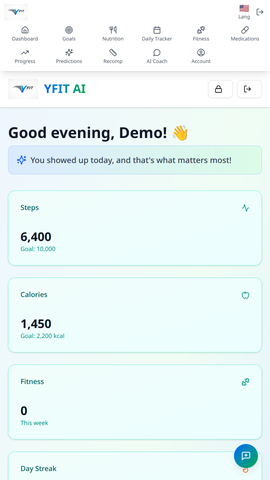 YFIT
Lang
Dashboard
Goals
Nutrition
Daily Tracker
Fitness
Medications
Progress
Predictions
Recomp
AI Coach
Account
YFIT
YFIT AI
Good evening, Demo! 👋
You showed up today, and that's what matters most!
Steps
6,400
Goal: 10,000
Calories
1,450
Goal: 2,200 kcal
Fitness
0
This week
Day Streak